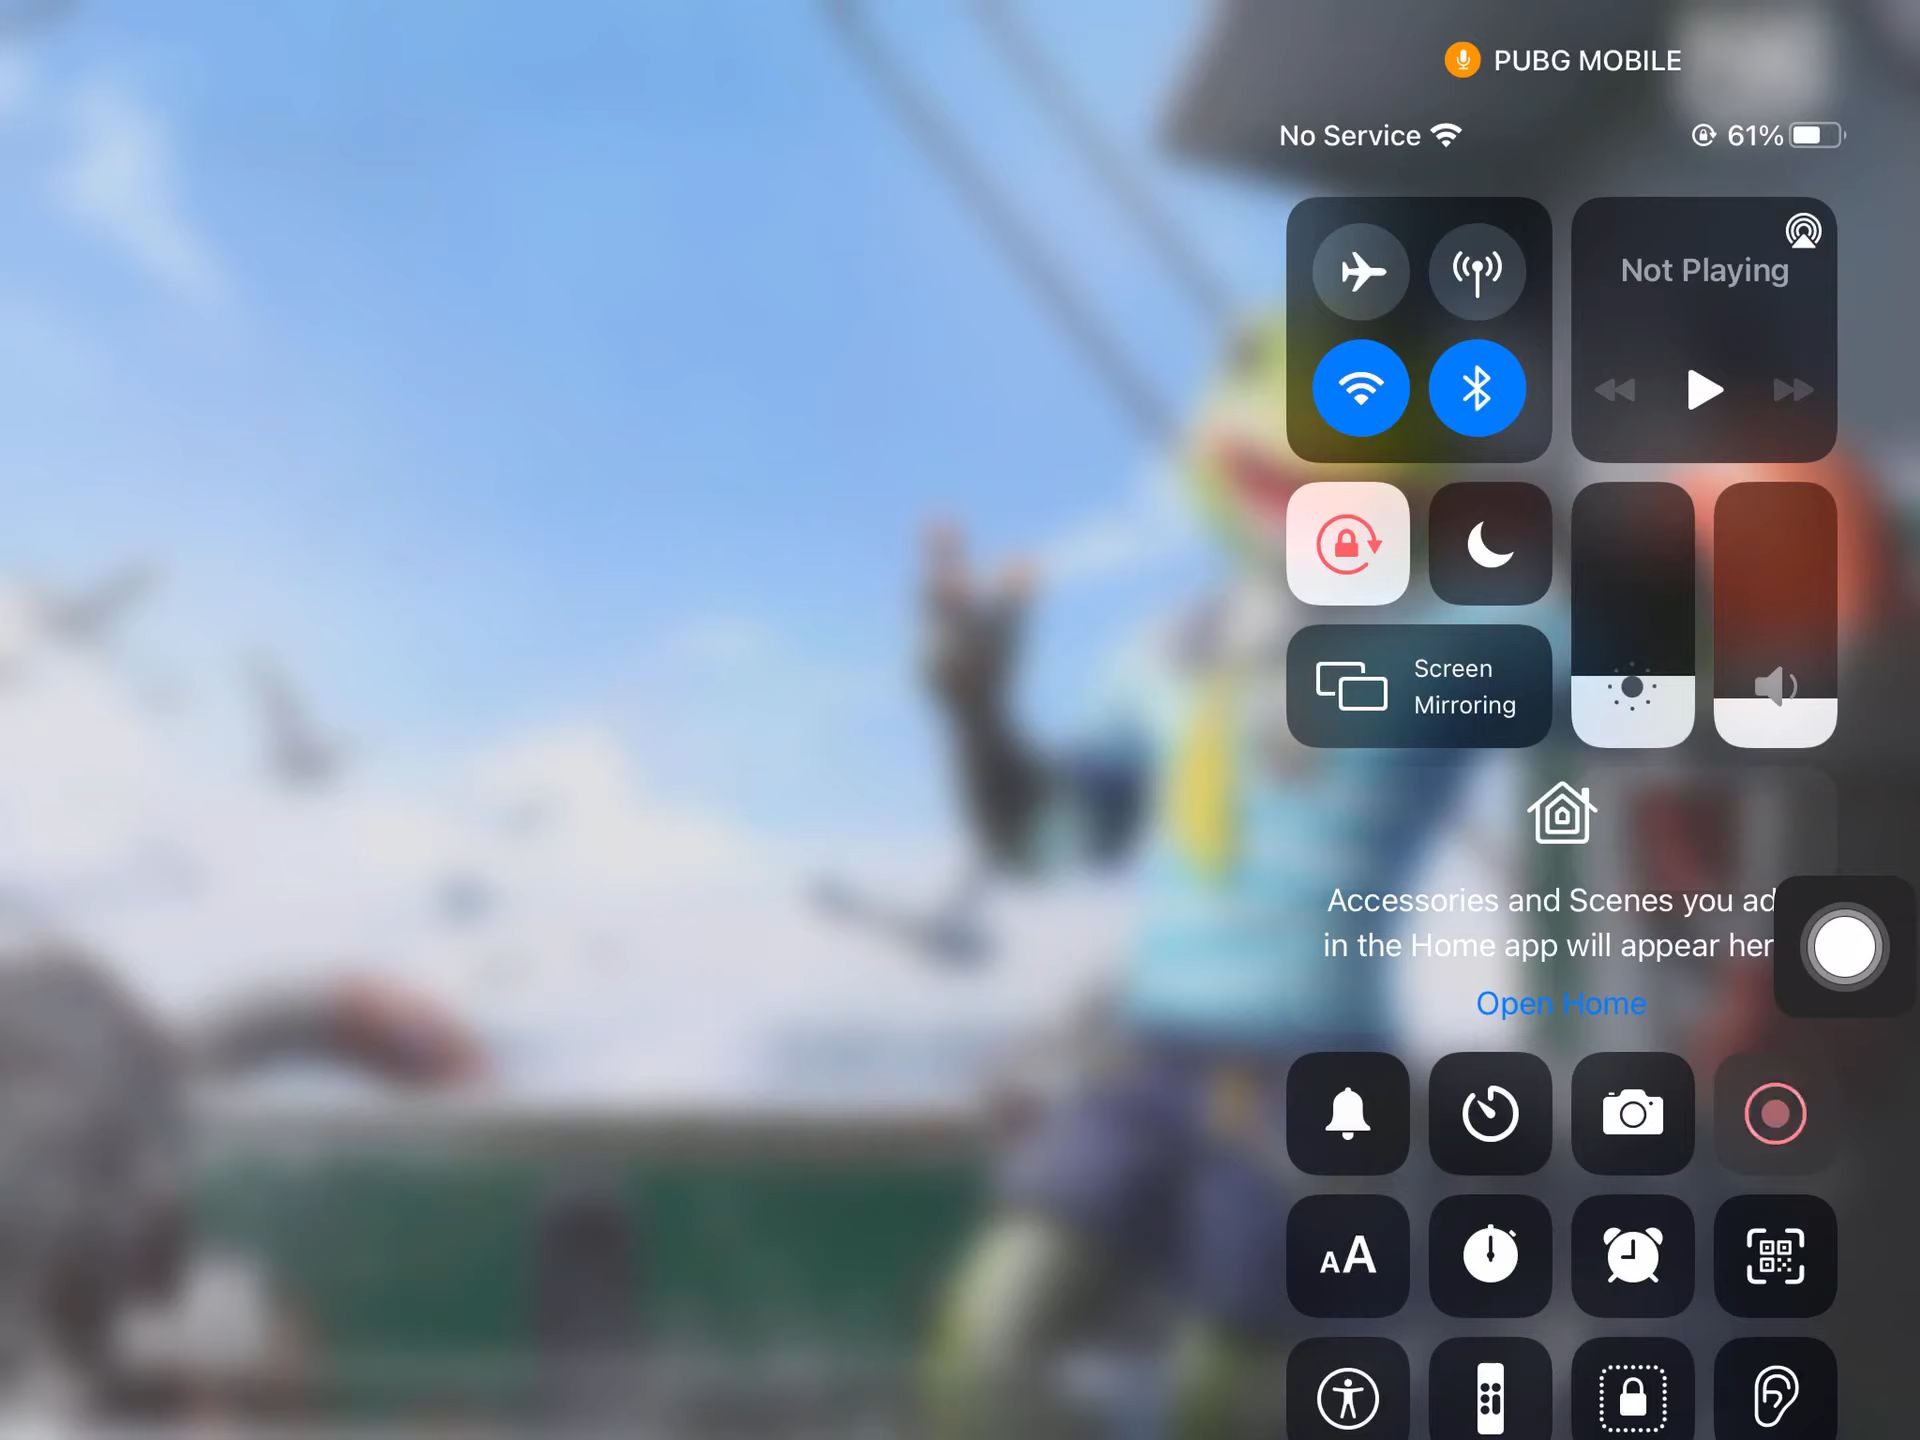 PUBG MOBILE
No Service
61%
Not Playing
Screen
Mirroring
Accessories and Scenes you ad
in the Home app will appear her
Open Home
AA